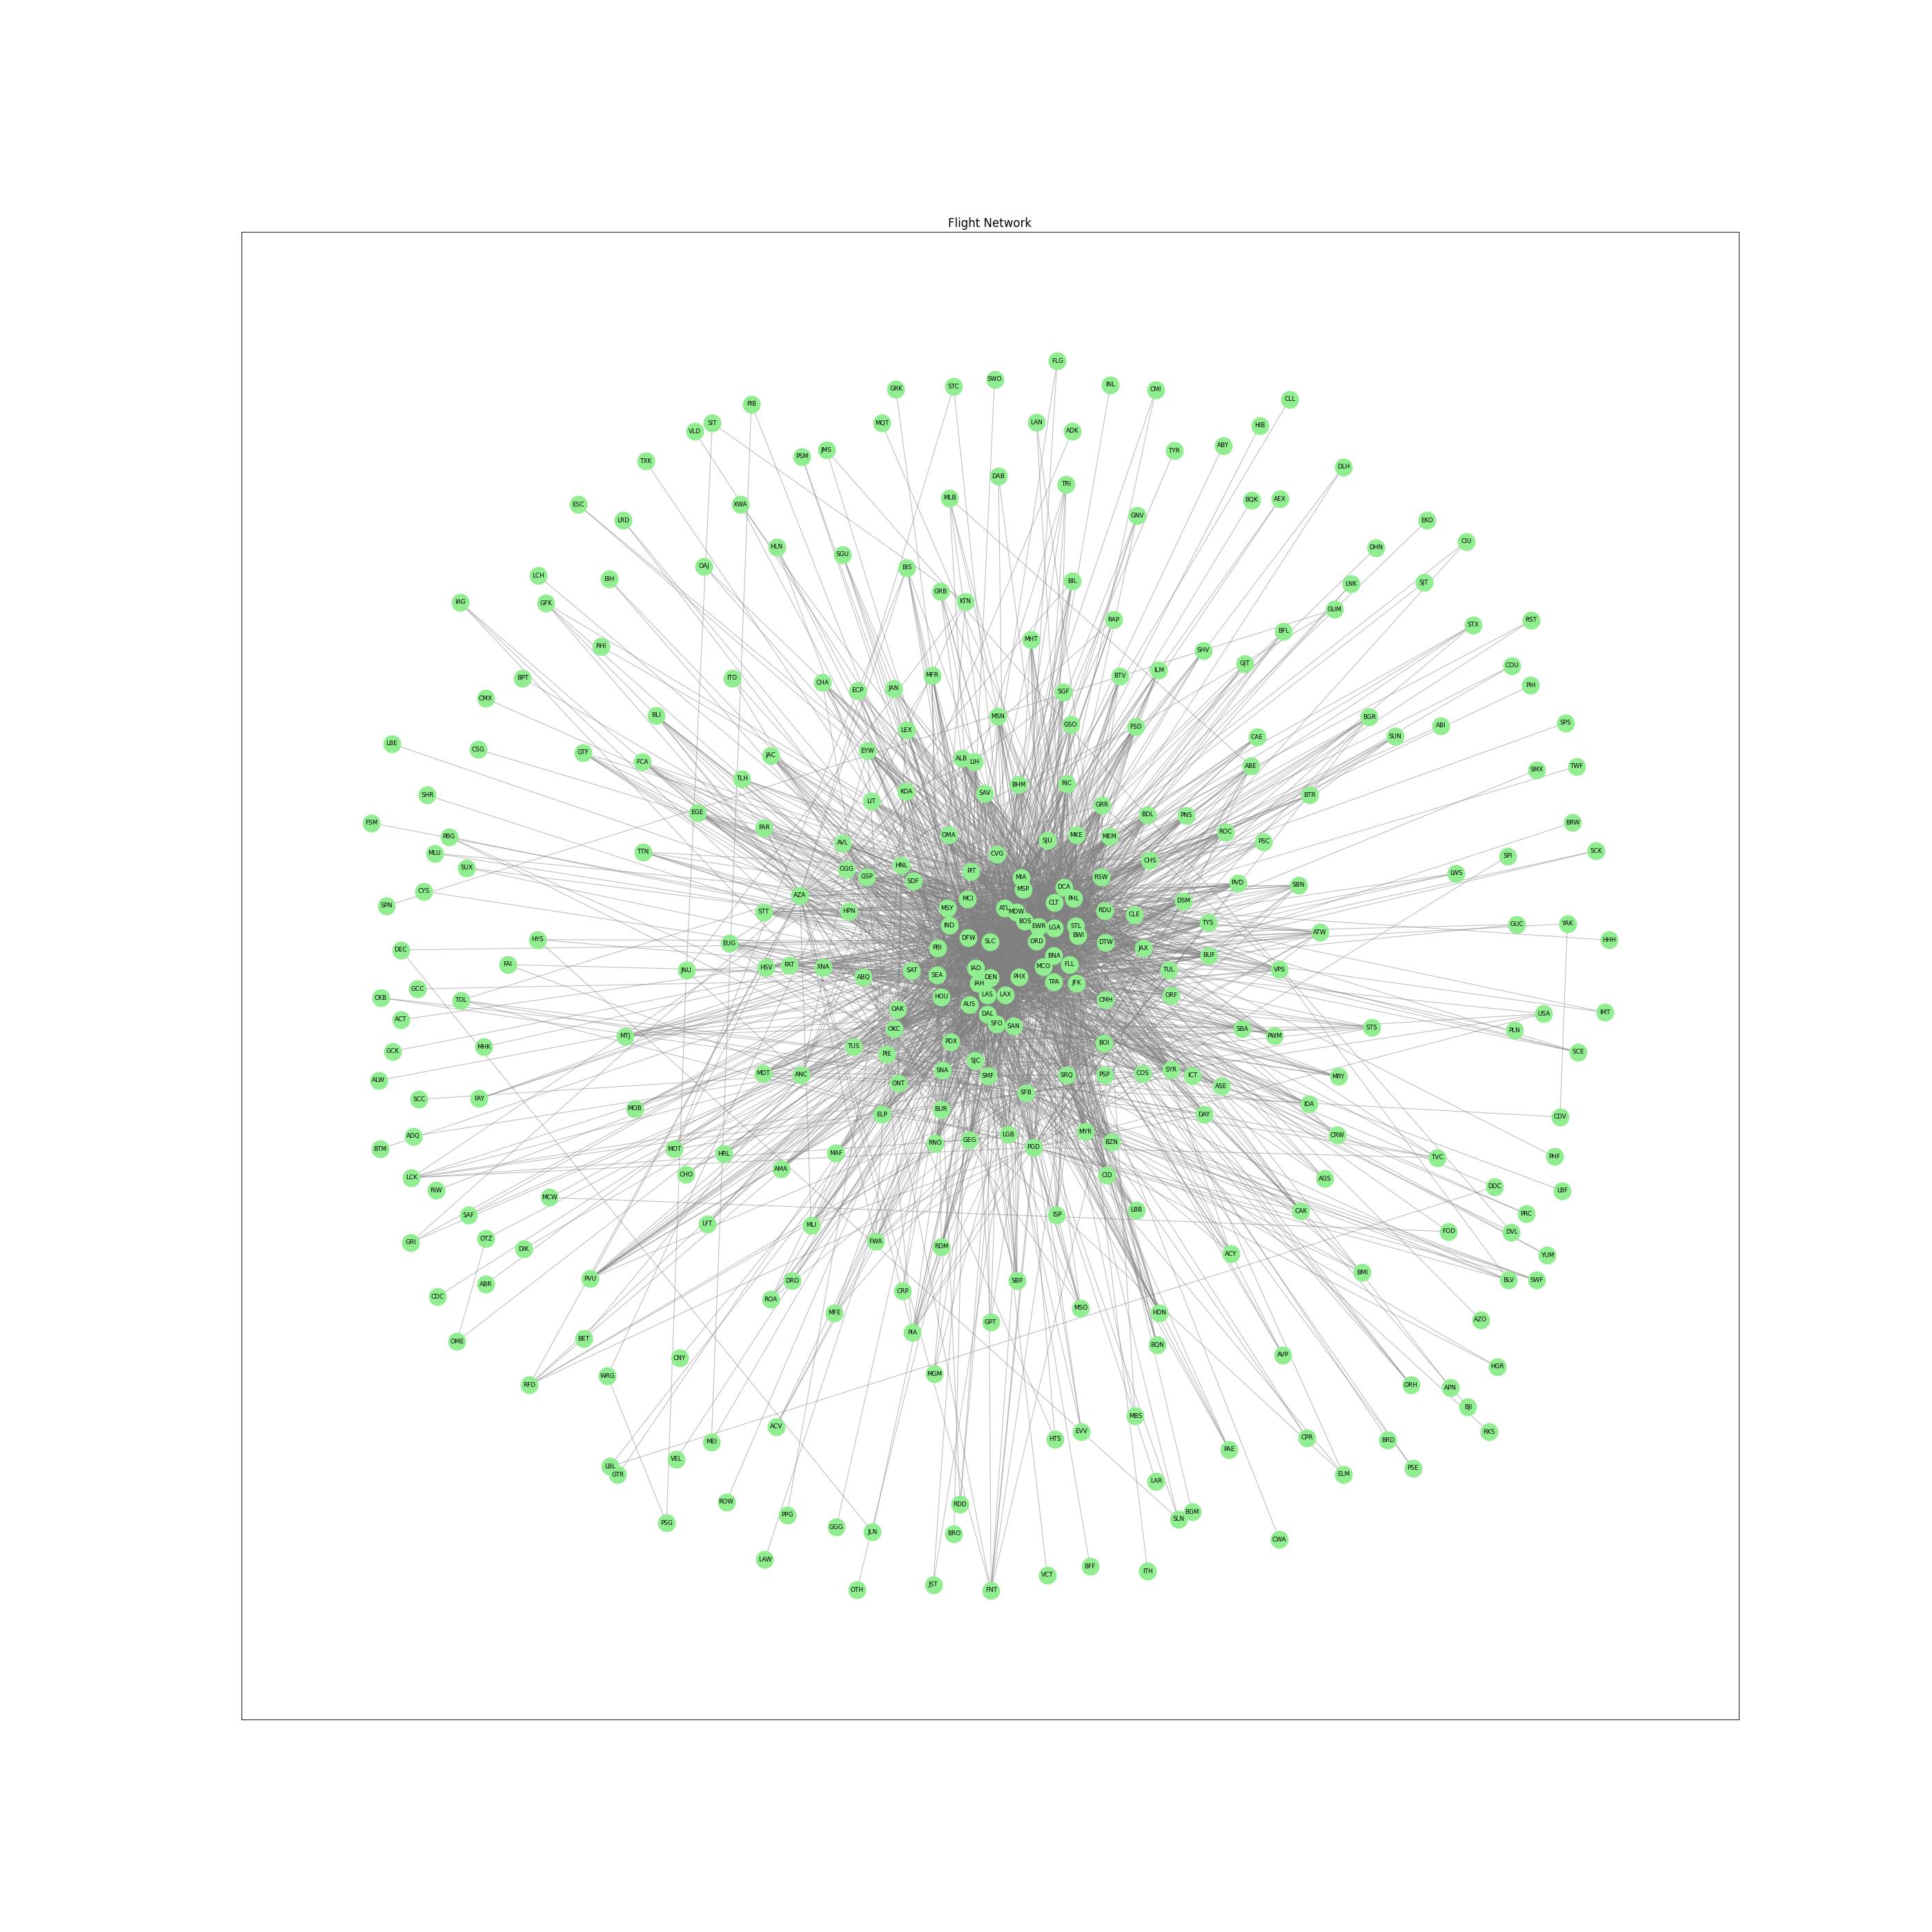 Flight Network
FLG
SWO
INL
STC
GRK
CMI
CLL
PIB
LAN
SIT
MQT
HIB
VLD
ADK
ABY
JMS
TYR
PSM
TXK
DLH
DAB
TRI
MLB
AEX
BQK
XWA
ESC
GNV
LRD
EKO
CIU
HLN
DHN
SGU
OAJ
BIS
LCH
BIH
BIL
SJT
LNK
GRB
KTN
IAG
GFK
GUM
RAP
RST
STX
BFL
MHT
RHI
SHV
GJT
COU
ILM
MFR
BTV
BPT
ITO
CHA
PIH
JAN
ECP
SGF
CMX
BLI
MSN
BGR
SPS
GSO
ABI
FSD
LEX
SUN
CAE
LBE
CSG
EYW
GTF
JAC
ALB
LIH
FCA
ABE
TWF
SMX
TLH
RIC
BHM
KDA
SAV
SHR
BTR
LIT
GRR
EGE
BDL
PNS
FSM
BRW
FAR
ROC
OMA
MKE
MEM
PBG
SJU
PSC
AVL
SCK
TTN
MLU
CVG
SPI
CHS
HNL
SUX
OGG
PIT
LWS
GSP
MIA
RSW
SDF
PVD
SBN
DCA
MSP
CYS
AZA
PHL
MCI
DSM
CLT
SPN
MSY
ATL
RDU
HPN
STT
MDW
CLE
BOS
TYS
YAK
GUC
IND
EWR
STL
LGA
ATW
BWI
DFW
HYS
HHH
ORD
SLC
DTW
EUG
PBI
JAX
DEC
BUF
BNA
FAI
FAT
FLL
MCO
XNA
HSV
IAD
VPS
TUL
JNU
SAT
SEA
PHX
DEN
ABQ
TPA
JFK
IAH
GCC
LAS
LAX
ORF
HOU
CKB
CMH
TOL
AUS
OAK
IMT
DAL
USA
ACT
SFO
SAN
STS
OKC
SBA
PLN
PWM
MTJ
PDX
BOI
TUS
MHK
GCK
SCE
PIE
SJC
SNA
SYR
COS
MDT
PSP
ANC
SRQ
SMF
ICT
MRY
ALW
ONT
ASE
SFB
FAY
SCC
IDA
MOB
BUR
ELP
DAY
CDV
MYR
LGB
CRW
ADQ
GEG
BZN
RNO
PGD
BTM
MOT
HRL
MAF
PHF
TVC
AMA
CHO
CID
LCK
AGS
DDC
RIW
LBF
MCW
LBB
CAK
PRC
SAF
ISP
LFT
MLI
FOD
DVL
OTZ
FWA
GRI
RDM
DIK
ACY
YUM
BMI
PVU
DRO
SBP
BLV
SWF
ABR
CRP
CDC
ROA
MSO
MFE
HDN
AZO
GPT
PIA
BET
OME
BQN
AVP
CNY
HGR
MGM
WRG
RFD
ORH
APN
BJI
MBS
ACV
EVV
RKS
CPR
HTS
BRD
MEI
PAE
VEL
LBL
PSE
GTR
ELM
LAR
ROW
RDD
BGM
PPG
SLN
PSG
GGG
JLN
BRO
CWA
LAW
ITH
BFF
VCT
JST
OTH
FNT